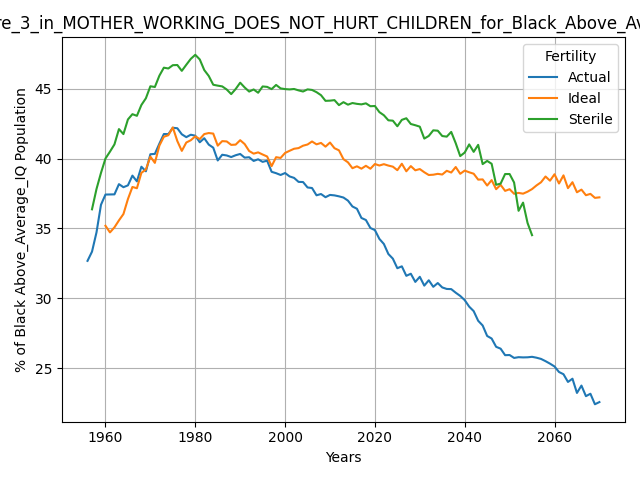 re_3_in_MOTHER_WORKING_DOES_NOT_HURT_CHILDREN_for_Black_Above_Av
Fertility
Actual
Ideal
Sterile
% of Black Above_Average_IQ Population
45
40
35
30
25
1960
1980
2000
2020
2040
2060
Years